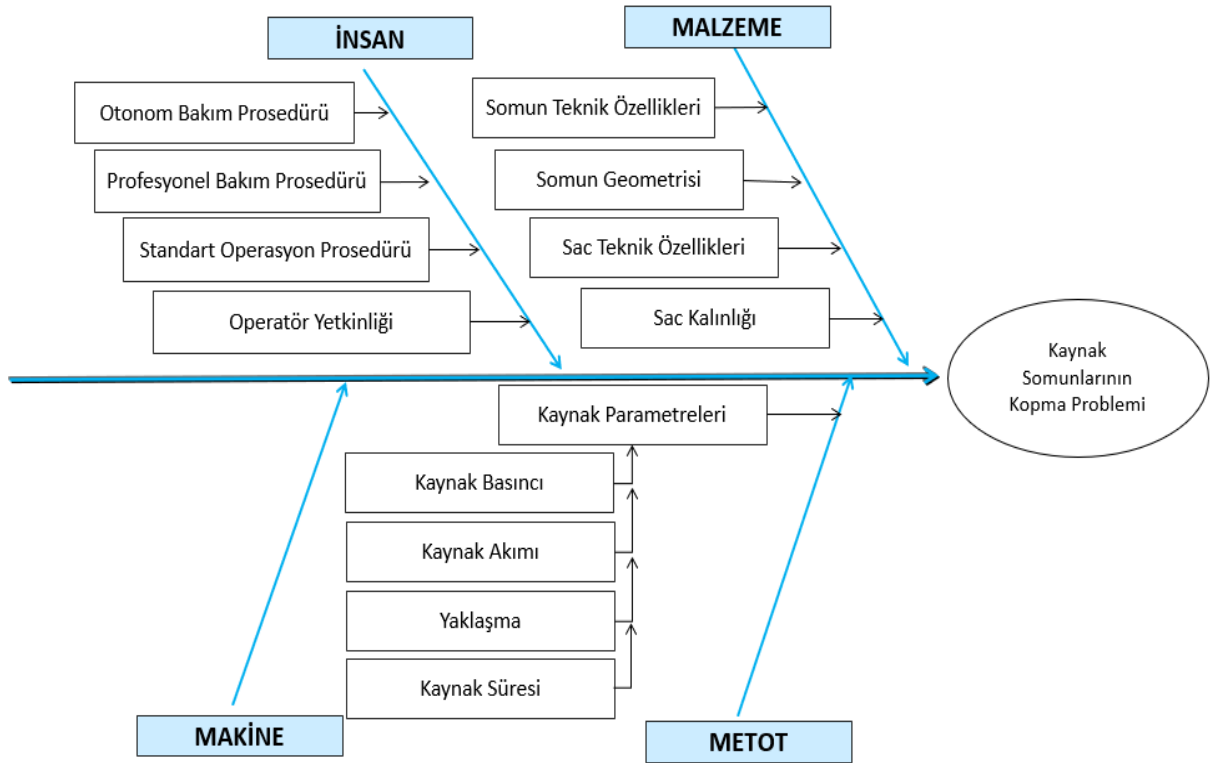 İNSAN
MALZEME
Otonom Bakım Prosedürü
Profesyonel Bakım Prosedürü
Standart Operasyon Prosedürü
Operatör Yetkinliği
Somun Teknik Özellikleri
Somun Geometrisi
Sac Teknik Özellikleri
Sac Kalınlığı
Kaynak
Somunlarının
Kopma Problemi
Kaynak Parametreleri
Kaynak Basıncı
Kaynak Akımı
Yaklaşma
Kaynak Süresi
MAKİNE
METOT